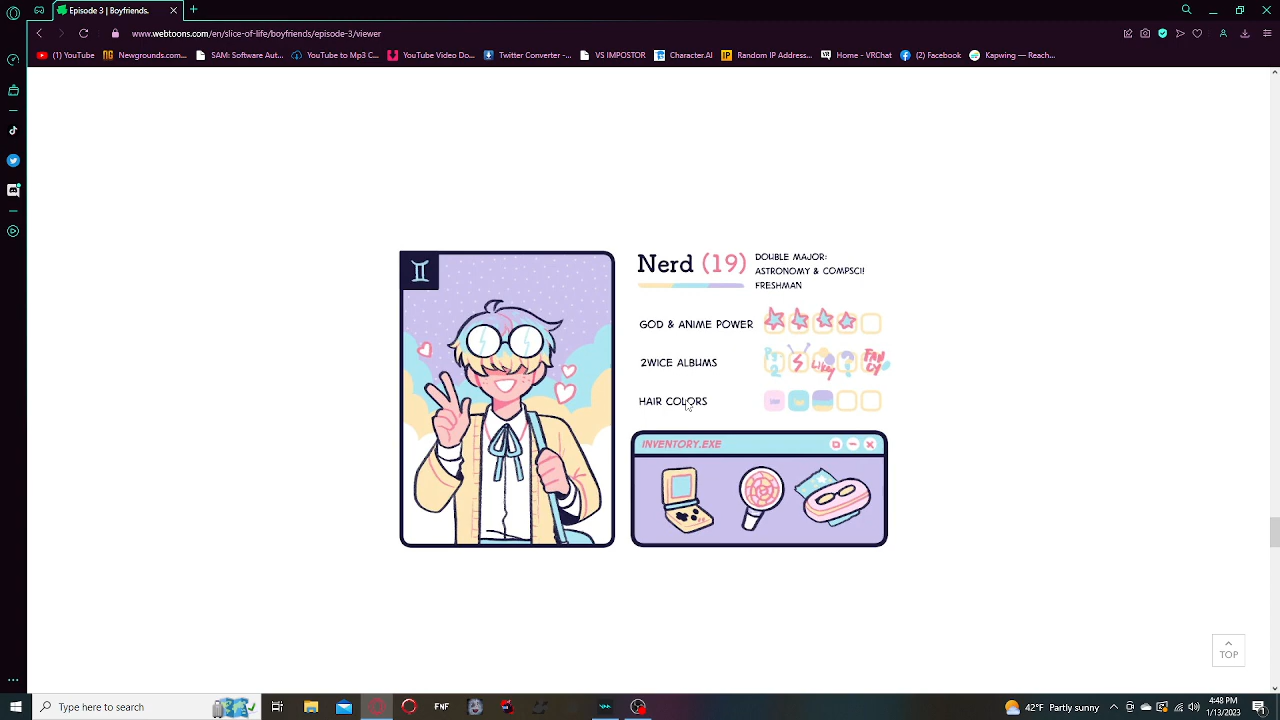 Episode 3 | Boyfriends.
www.webtoons.com/en/slice-of-life/boyfriends/episode-3/viewer
(1) YouTube
Newgrounds.com...
SAM: Software Aut...
YouTube to Mp3 C...
YouTube Video Do...
Twitter Converter -...
VS IMPOSTOR
Character.AI
Random IP Address...
Home - VRChat
(2) Facebook
Kapwing — Reach...
Nerd (19)
DOUBLE MAJOR:
ASTRONOMY & COMPSCI!
FRESHMAN
GOD & ANIME POWER
2WICE ALBUMS
HAIR COLORS
INVENTORY.EXE
TOP
Type here to search
FNF
42°F Partly sunny
4:48 PM
1/13/2023